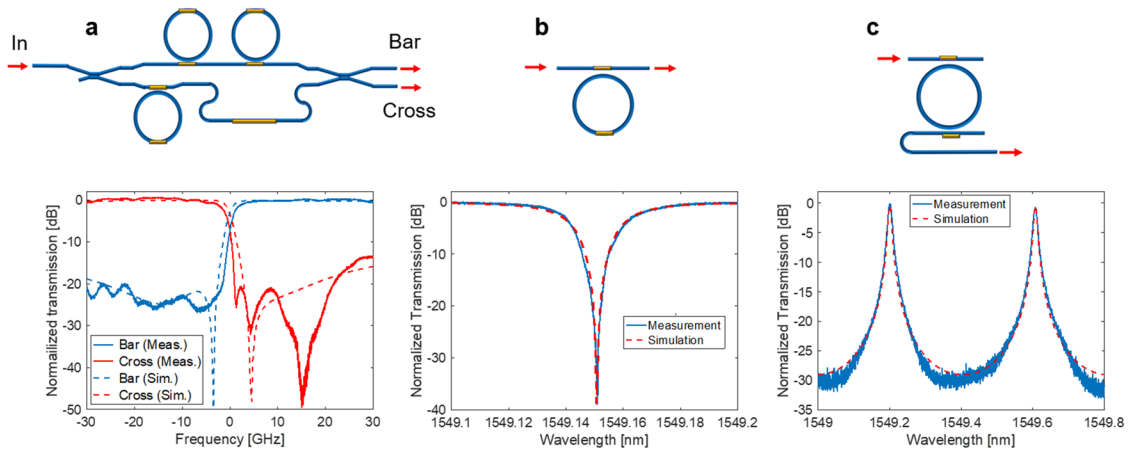 a
b
c
In
Bar
Cross
Normalized transmission [dB]
0
-10
-20
-30
-40
-50
Bar (Meas.)
Cross (Meas.)
Bar (Sim.)
Cross (Sim.)
-30
-20
-10
0
10
20
30
Frequency [GHz]
Normalized Transmission [dB]
0
-10
-20
-30
-40
Measurement
Simulation
1549.1
1549.12
1549.14
1549.16
1549.18
1549.2
Wavelength [nm]
Normalized Transmission [dB]
0
-5
-10
-15
-20
-25
-30
-35
Measurement
Simulation
1549
1549.2
1549.4
1549.6
1549.8
Wavelength [nm]